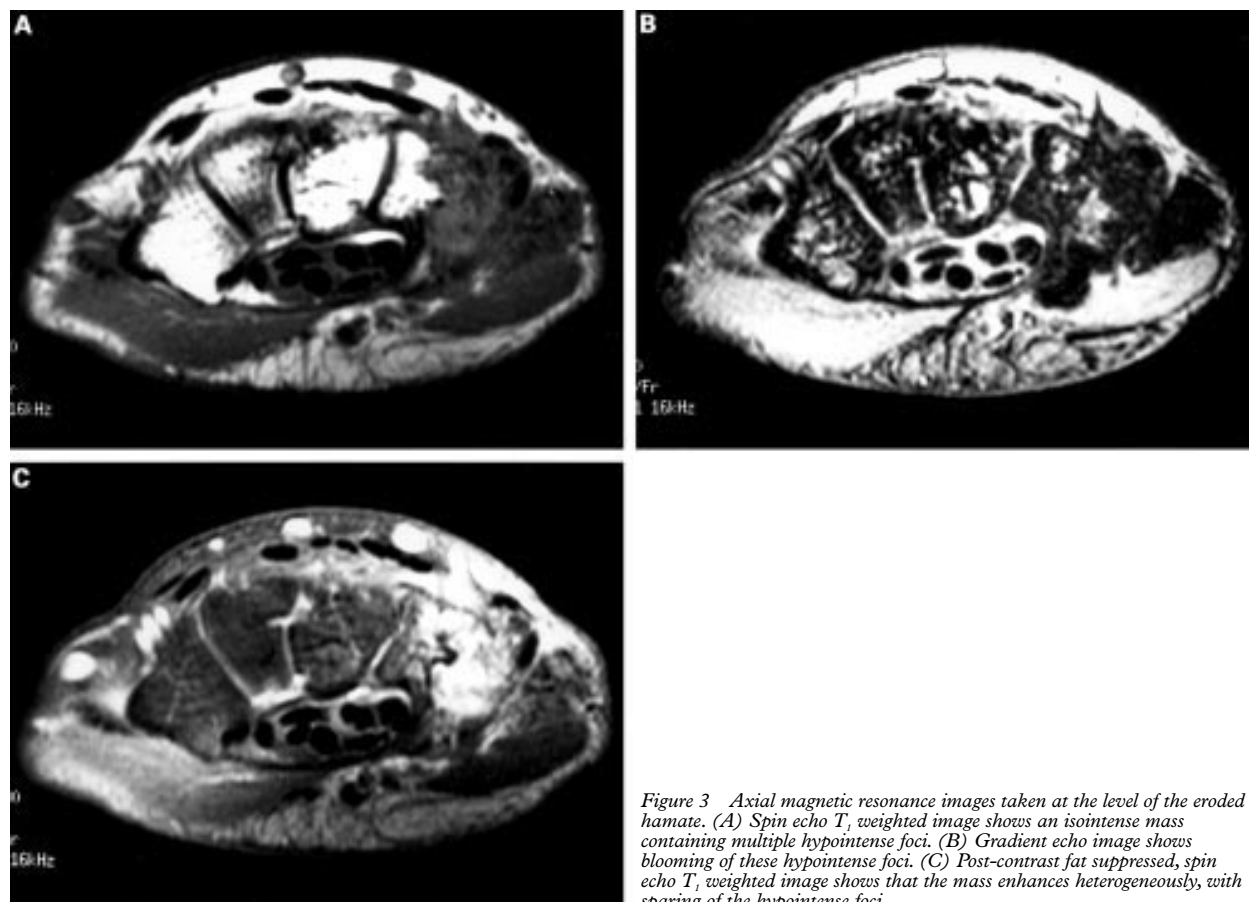 A
B
16kHz
/Fr
16kHz
C
16kHz
Figure 3 Axial magnetic resonance images taken at the level of the eroded
hamate. (A) Spin echo T₁ weighted image shows an isointense mass
containing multiple hypointense foci. (B) Gradient echo image shows
blooming of these hypointense foci. (C) Post-contrast fat suppressed, spin
echo T₁ weighted image shows that the mass enhances heterogeneously, with
sparing of the hypointense foci.